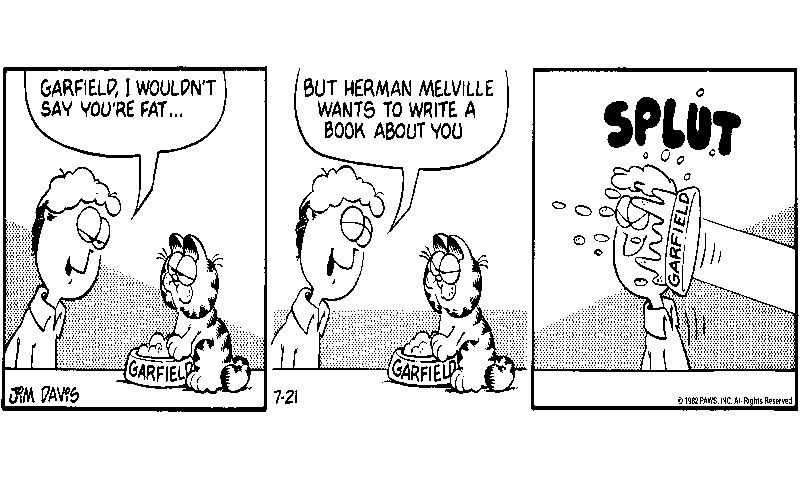 GARFIELD, I WOULDN'T
SAY YOU'RE FAT...
GARFIELD
JIM DAVIS
BUT HERMAN MELVILLE
WANTS TO WRITE A
BOOK ABOUT YOU
GARFIELD
7-21
SPLUT
GARFIELD
© 1982 PAWS, INC. All Rights Reserved